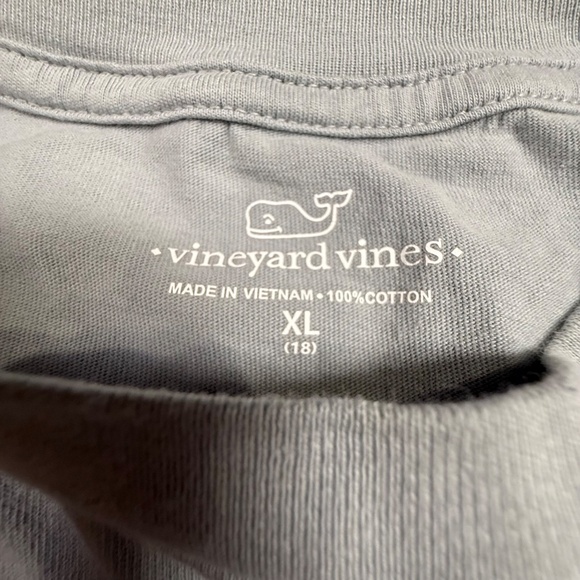 •vineyard vines•
MADE IN VIETNAM • 100%COTTON
XL
(18)